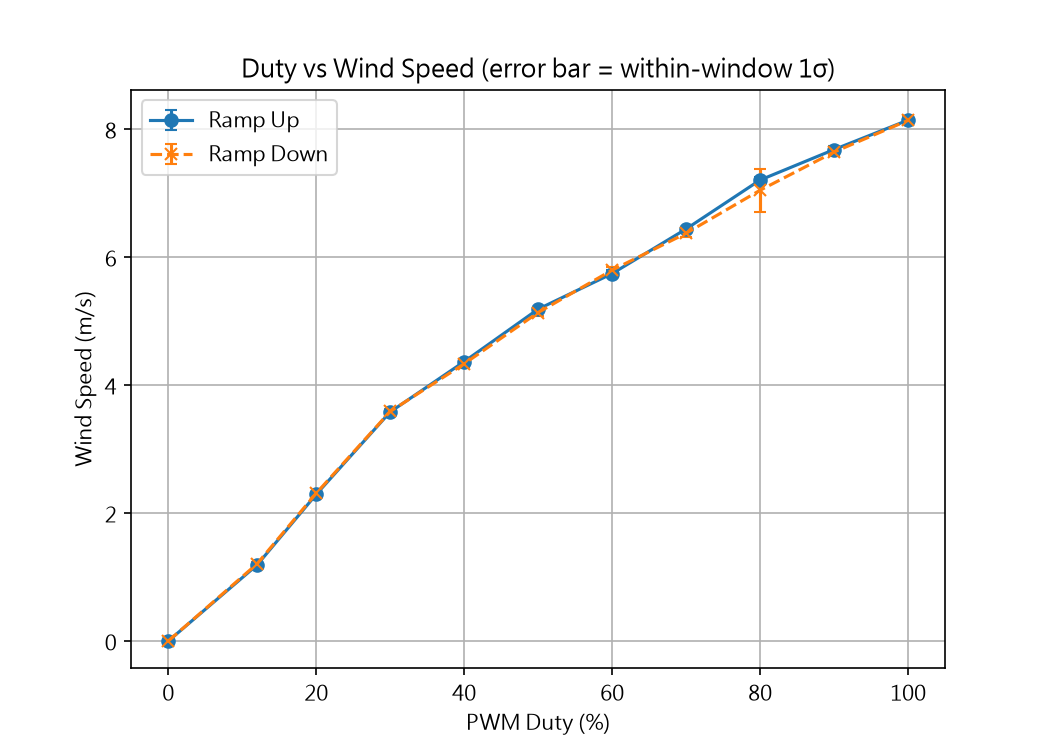 Duty vs Wind Speed (error bar = within-window 1σ)
Ramp Up
Ramp Down
Wind Speed (m/s)
8
6
4
2
0
0 20 40 60 80 100
PWM Duty (%)